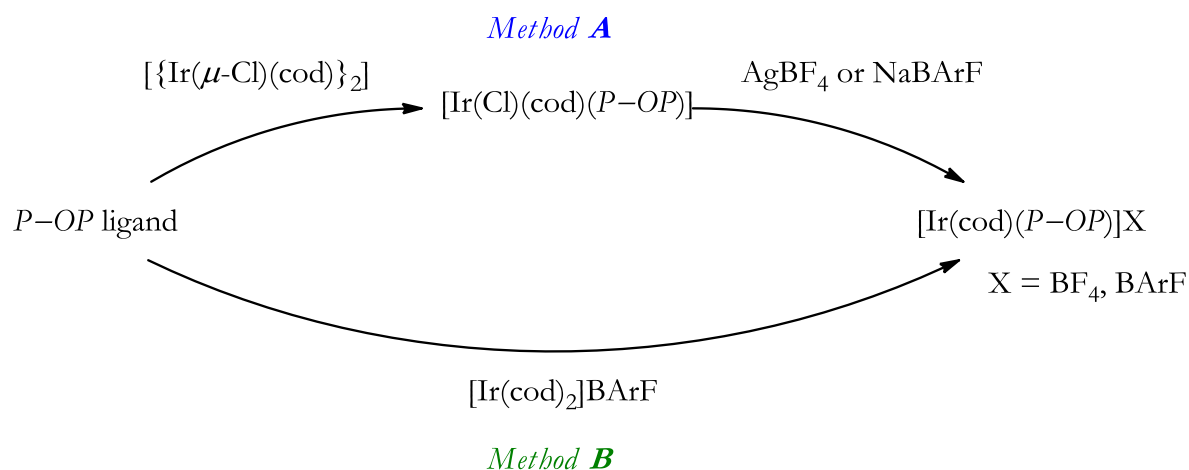 Method A
[{Ir(μ-Cl)(cod)}₂]
AgBF₄ or NaBArF
[Ir(Cl)(cod)(P−OP)]
P−OP ligand
[Ir(cod)(P−OP)]X
X = BF₄, BArF
[Ir(cod)₂]BArF
Method B